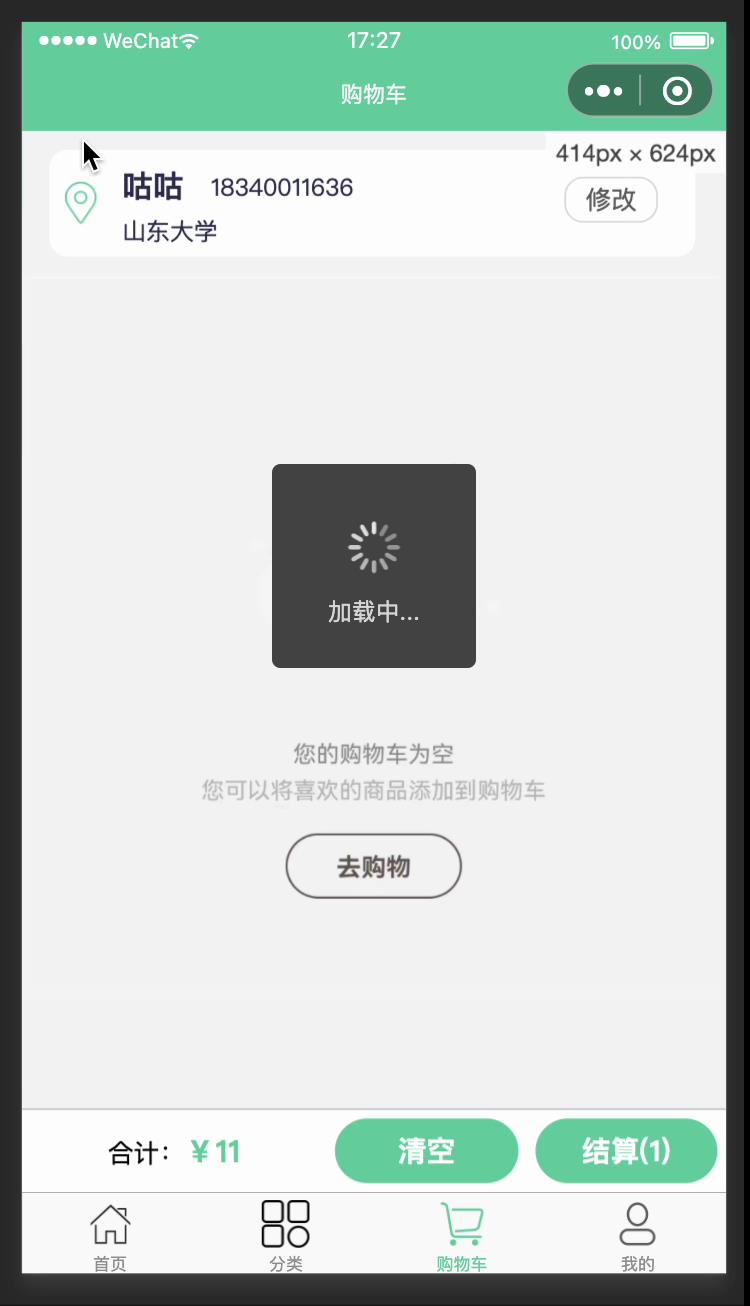 ●●●●● WeChat 17:27 100%
购物车
414px × 624px
咕咕 18340011636 修改
山东大学
加载中...
您的购物车为空
您可以将喜欢的商品添加到购物车
去购物
合计： ¥ 11 清空 结算(1)
首页 分类 购物车 我的